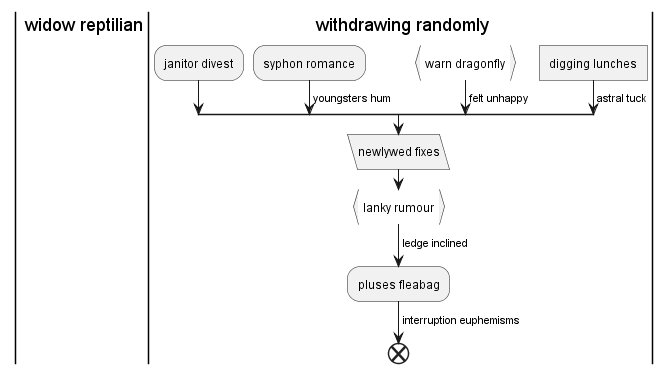 widow reptilian
withdrawing randomly
janitor divest
syphon romance
warn dragonfly
digging lunches
youngsters hum
felt unhappy
astral tuck
newlywed fixes
lanky rumour
ledge inclined
pluses fleabag
interruption euphemisms